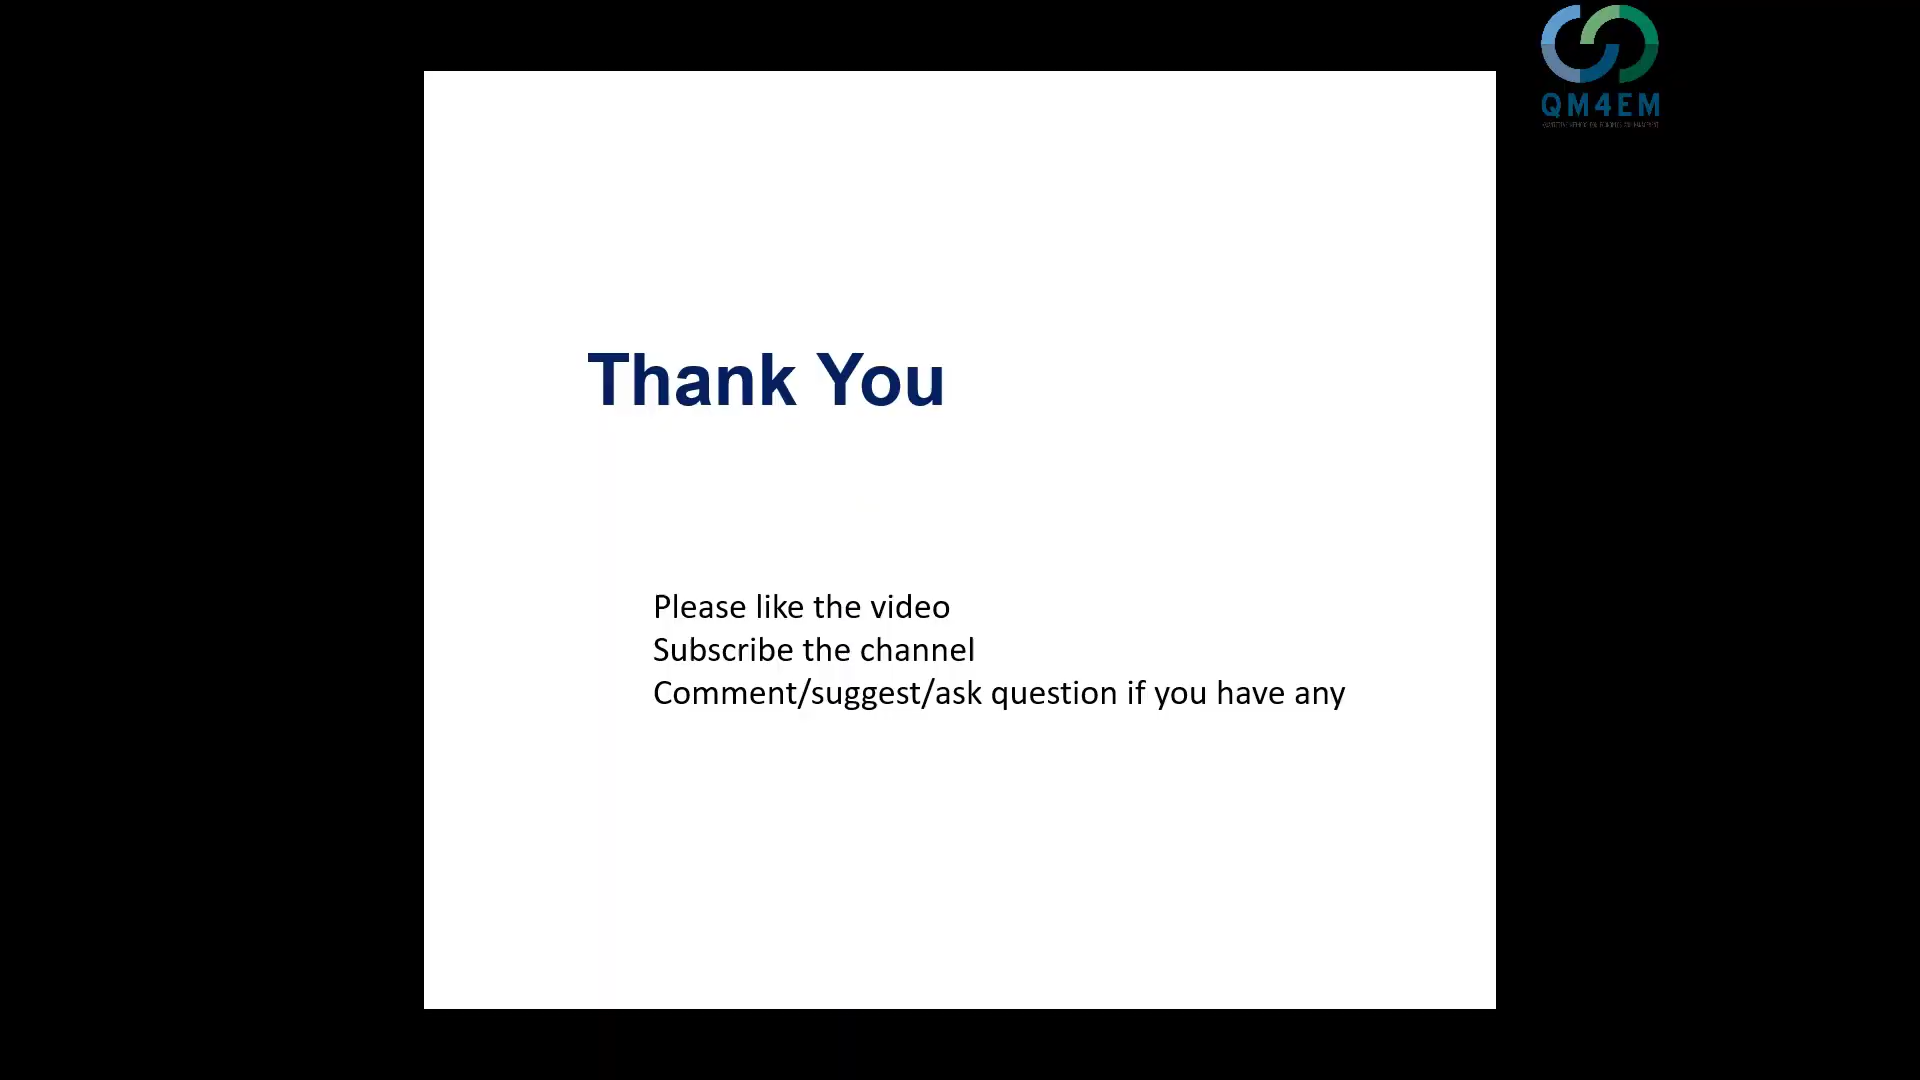 QM4EM
Thank You
Please like the video
Subscribe the channel
Comment/suggest/ask question if you have any